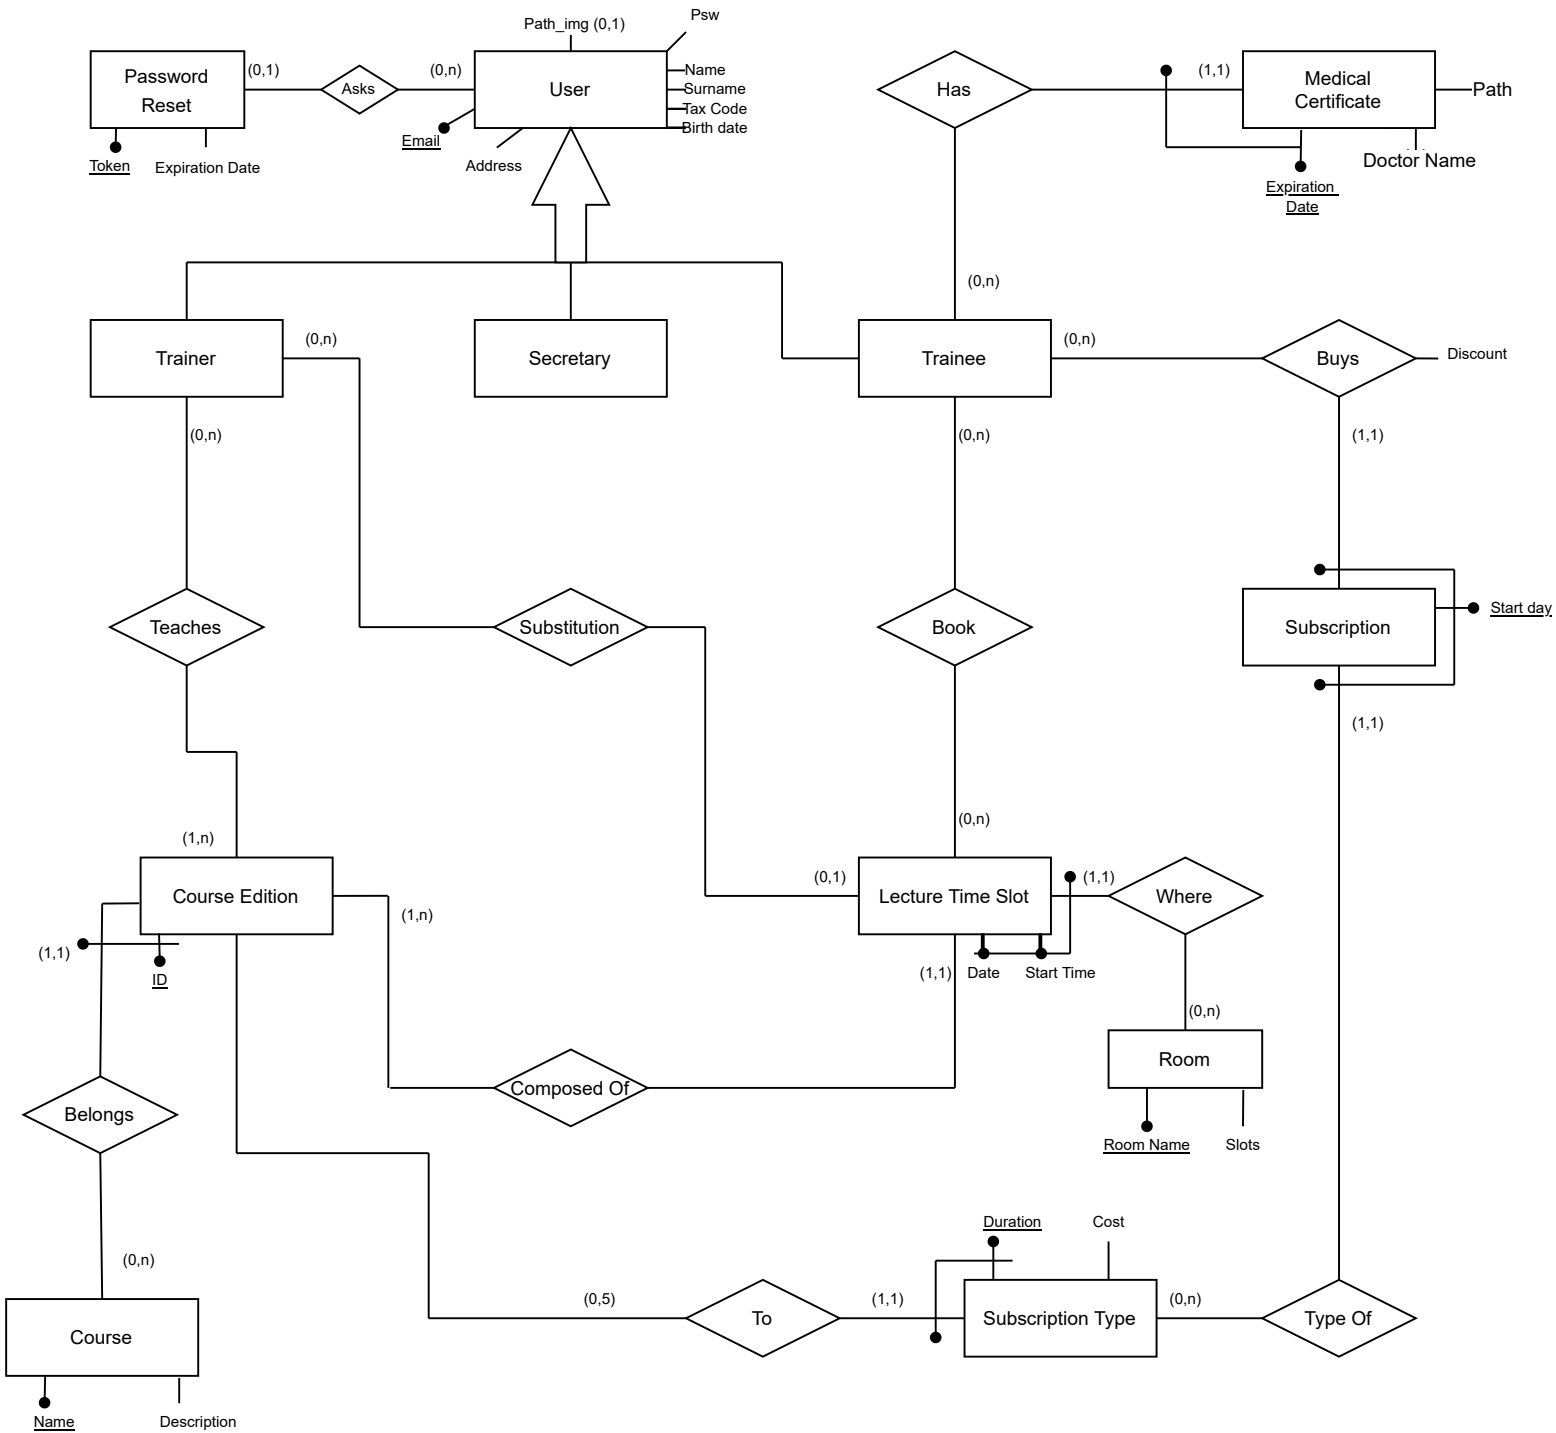 Path_img (0,1)
Psw
Password
Reset
(0,1)
Asks
(0,n)
User
Name
Surname
Tax Code
Birth date
Email
Address
Token
Expiration Date
Has
(1,1)
Medical
Certificate
Path
Doctor Name
Expiration
Date
(0,n)
Trainer
(0,n)
Secretary
Trainee
(0,n)
Buys
Discount
(0,n)
(0,n)
(1,1)
Teaches
Substitution
Book
Subscription
Start day
(1,1)
(1,n)
(0,n)
Course Edition
(1,n)
(0,1)
Lecture Time Slot
(1,1)
Where
(1,1)
ID
(1,1)
Date
Start Time
(0,n)
Room
Composed Of
Belongs
Room Name
Slots
(0,n)
Duration
Cost
(0,5)
To
(1,1)
Subscription Type
(0,n)
Type Of
Course
Name
Description